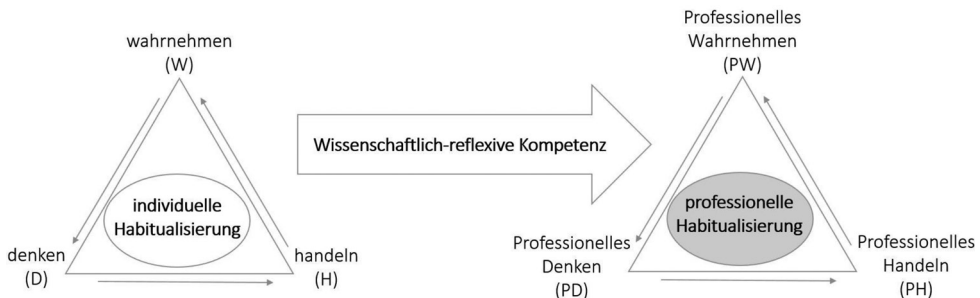 wahrnehmen
(W)
individuelle
Habitualisierung
denken
(D)
handeln
(H)
Wissenschaftlich-reflexive Kompetenz
Professionelles
Wahrnehmen
(PW)
professionelle
Habitualisierung
Professionelles
Denken
(PD)
Professionelles
Handeln
(PH)